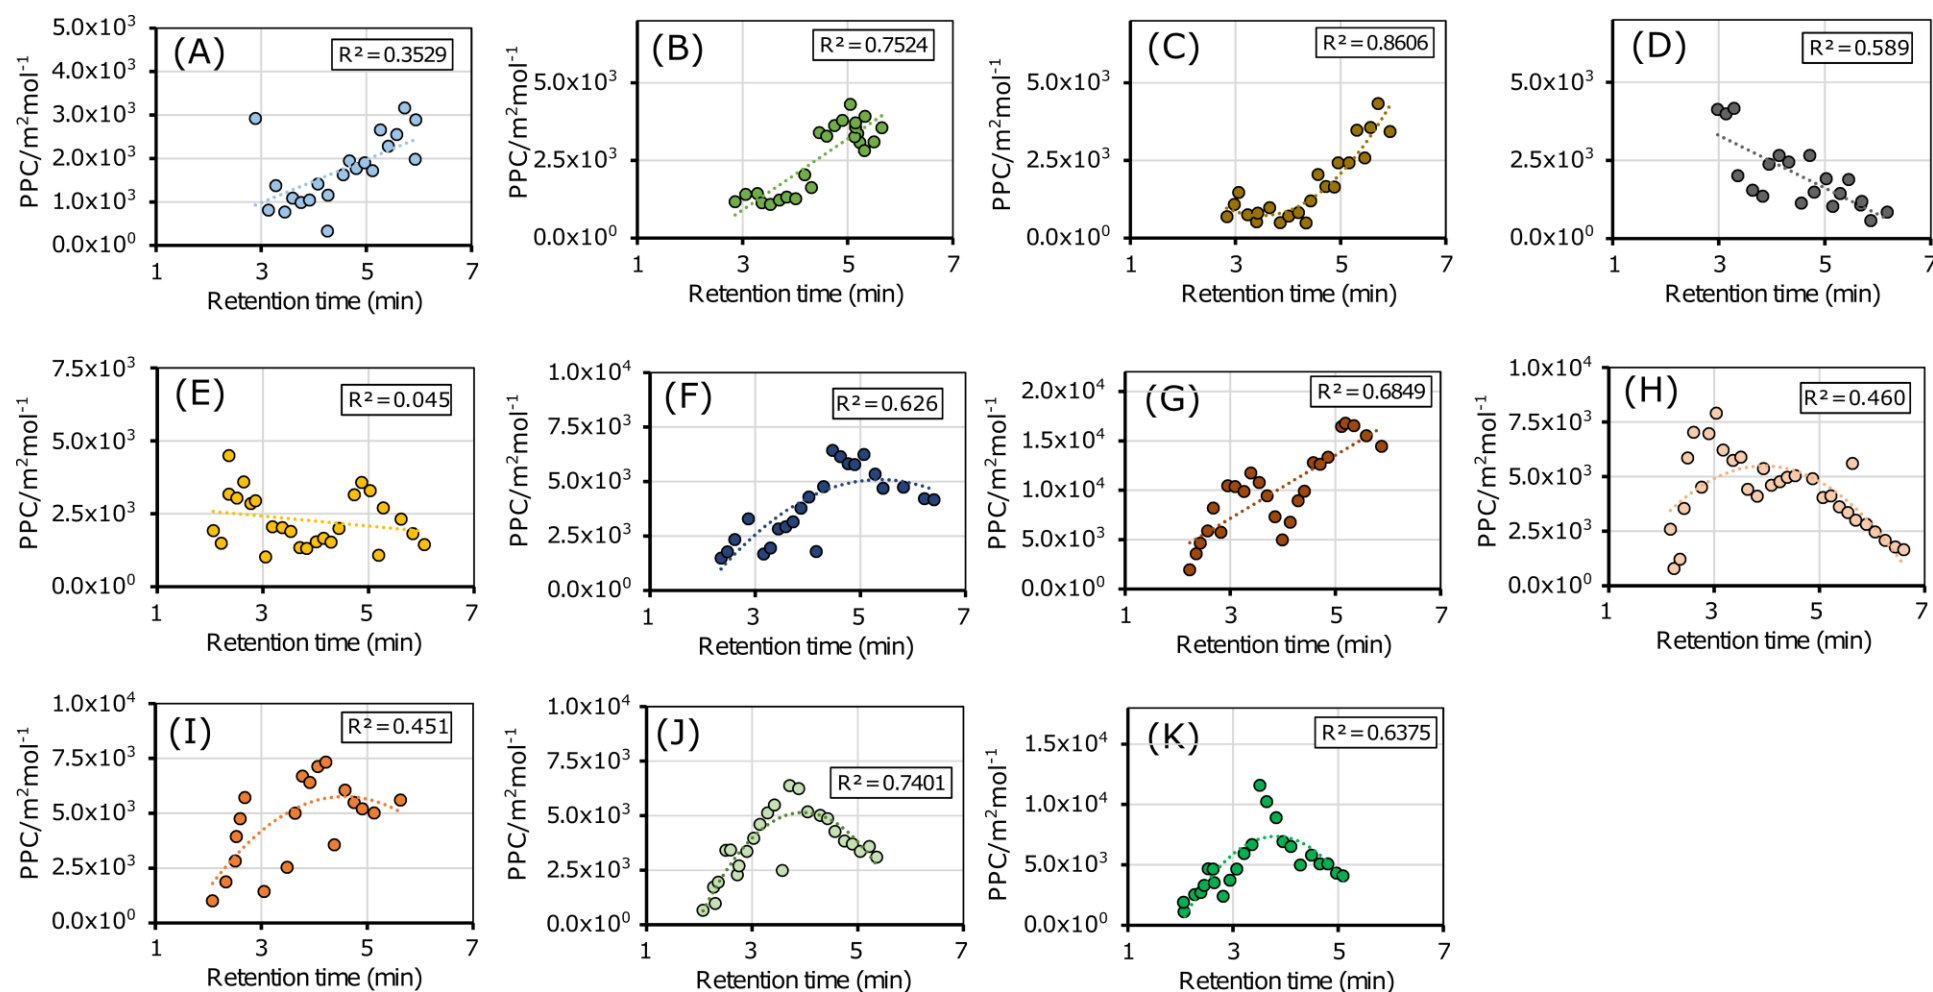 (A)
R²=0.3529
PPC/m²mol⁻¹
5.0x10³
4.0x10³
3.0x10³
2.0x10³
1.0x10³
0.0x10⁰
1 3 5 7
Retention time (min)
(B)
R²=0.7524
PPC/m²mol⁻¹
5.0x10³
2.5x10³
0.0x10⁰
1 3 5 7
Retention time (min)
(C)
R²=0.8606
PPC/m²mol⁻¹
5.0x10³
2.5x10³
0.0x10⁰
1 3 5 7
Retention time (min)
(D)
R²=0.589
PPC/m²mol⁻¹
5.0x10³
2.5x10³
0.0x10⁰
1 3 5 7
Retention time (min)
(E)
R²=0.045
PPC/m²mol⁻¹
7.5x10³
5.0x10³
2.5x10³
0.0x10⁰
1 3 5 7
Retention time (min)
(F)
R²=0.626
PPC/m²mol⁻¹
1.0x10⁴
7.5x10³
5.0x10³
2.5x10³
0.0x10⁰
1 3 5 7
Retention time (min)
(G)
R²=0.6849
PPC/m²mol⁻¹
2.0x10⁴
1.5x10⁴
1.0x10⁴
5.0x10³
0.0x10⁰
1 3 5 7
Retention time (min)
(H)
R²=0.460
PPC/m²mol⁻¹
1.0x10⁴
7.5x10³
5.0x10³
2.5x10³
0.0x10⁰
1 3 5 7
Retention time (min)
(I)
R²=0.451
PPC/m²mol⁻¹
1.0x10⁴
7.5x10³
5.0x10³
2.5x10³
0.0x10⁰
1 3 5 7
Retention time (min)
(J)
R²=0.7401
PPC/m²mol⁻¹
1.0x10⁴
7.5x10³
5.0x10³
2.5x10³
0.0x10⁰
1 3 5 7
Retention time (min)
(K)
R²=0.6375
PPC/m²mol⁻¹
1.5x10⁴
1.0x10⁴
5.0x10³
0.0x10⁰
1 3 5 7
Retention time (min)